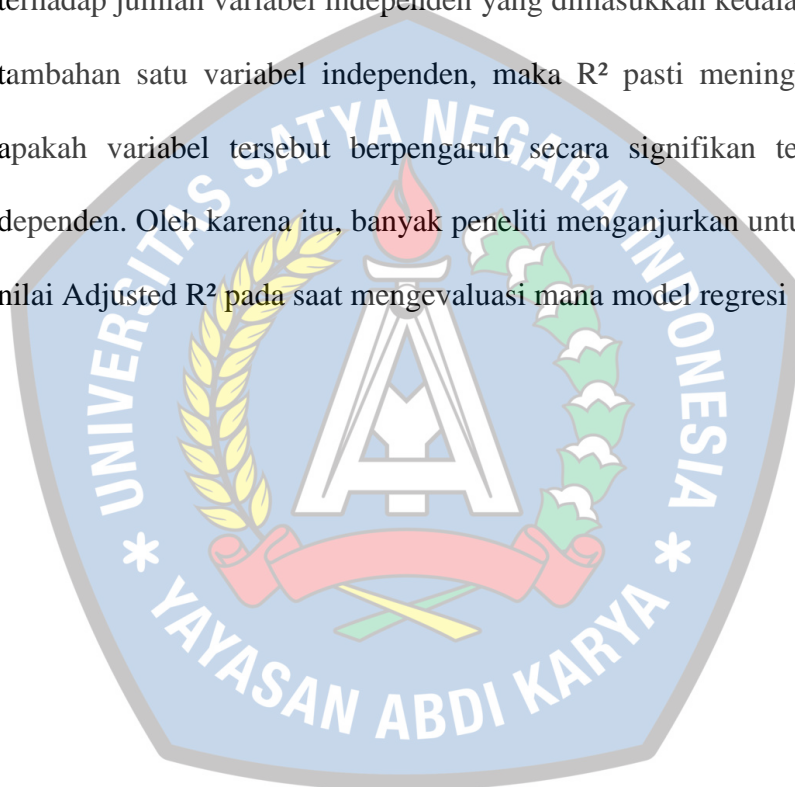 terhadap jumlah variabel independen yang dimasukkan kedala
tambahan satu variabel independen, maka R² pasti mening
apakah variabel tersebut berpengaruh secara signifikan te
dependen. Oleh karena itu, banyak peneliti menganjurkan untu
nilai Adjusted R² pada saat mengevaluasi mana model regresi
UNIVERSITAS SATYA NEGARA INDONESIA
* YAYASAN ABDI KARYA *